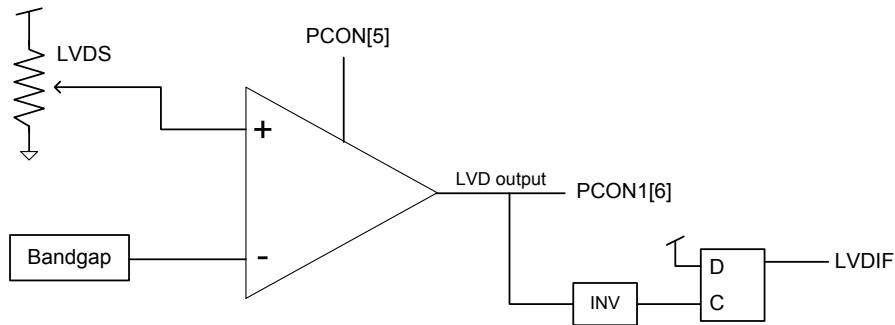 PCON[5]
LVDS
+
LVD output
PCON1[6]
Bandgap
-
D
LVDIF
INV
C